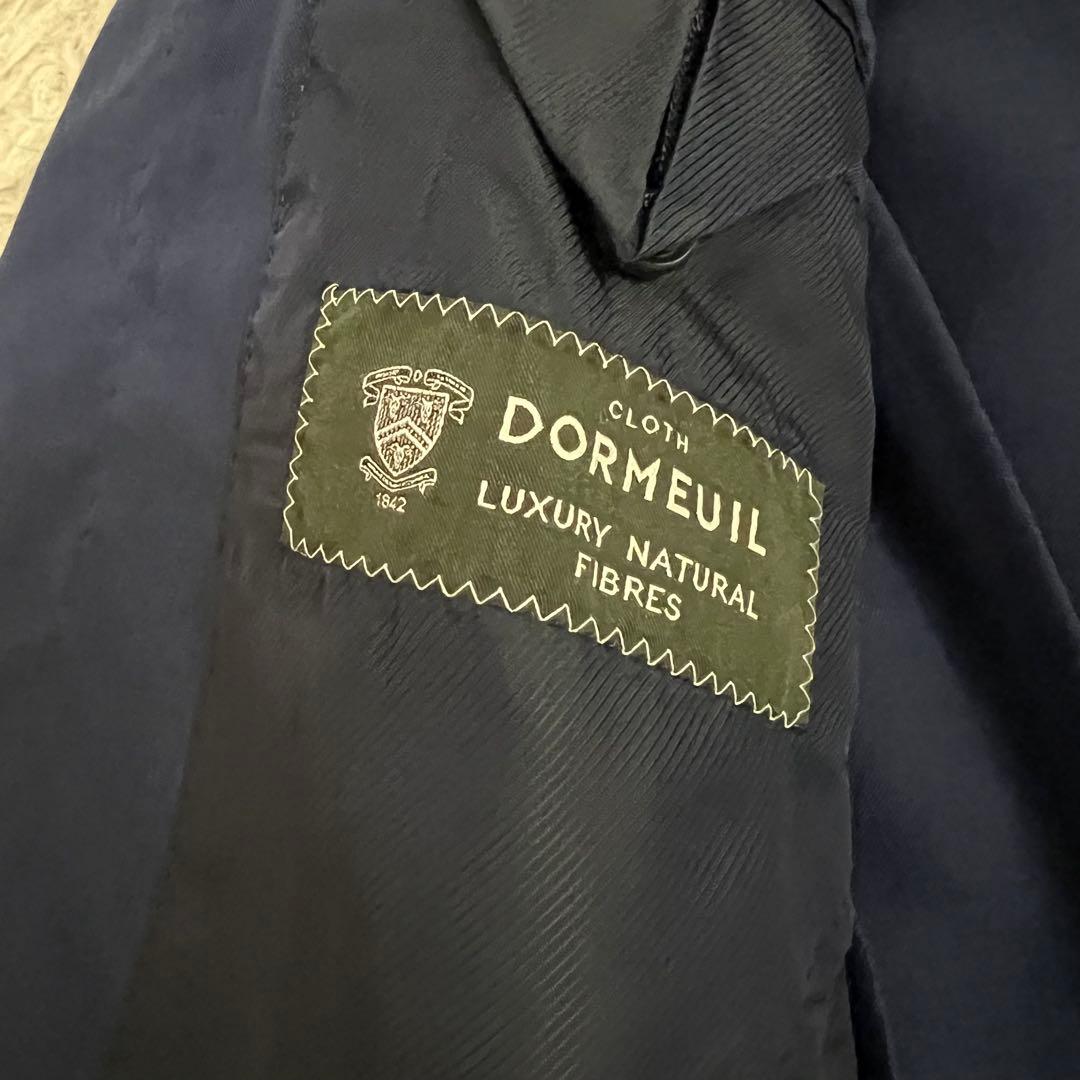 1842
CLOTH
DORMEUIL
LUXURY NATURAL
FIBRES